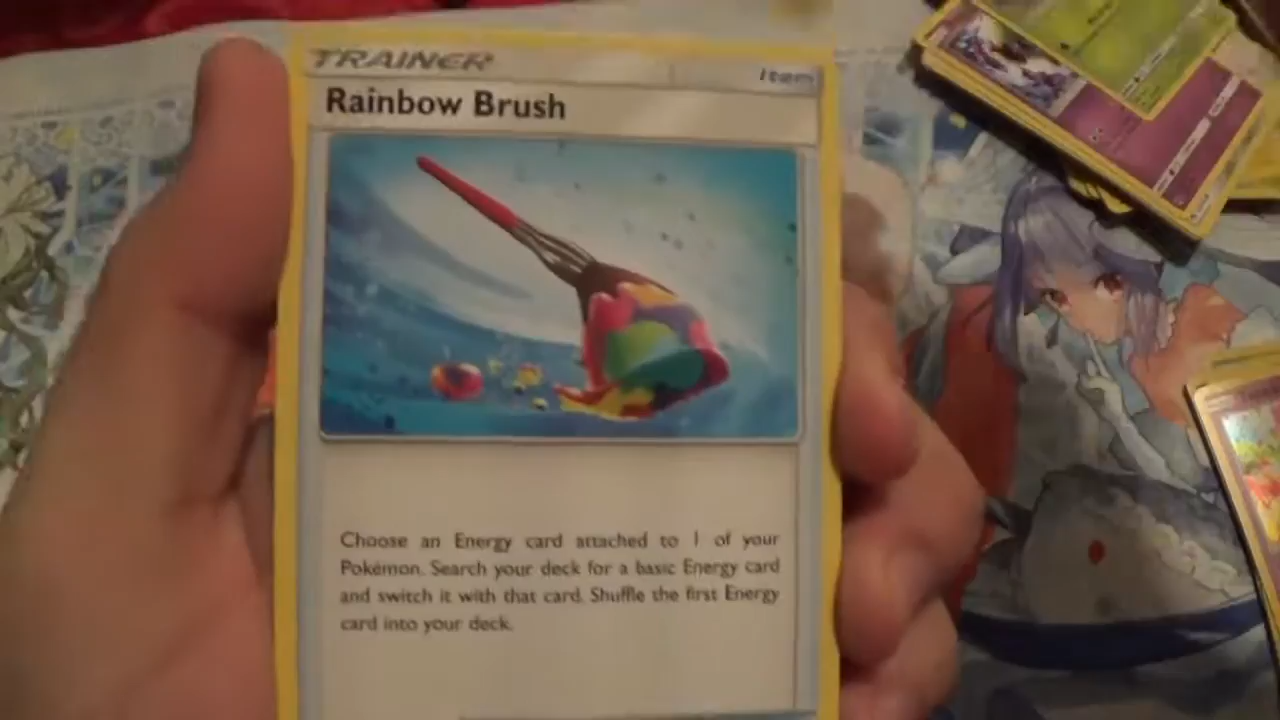 TRAINER
Item
Rainbow Brush
Choose an Energy card attached to 1 of your
Pokémon. Search your deck for a basic Energy card
and switch it with that card. Shuffle the first Energy
card into your deck.